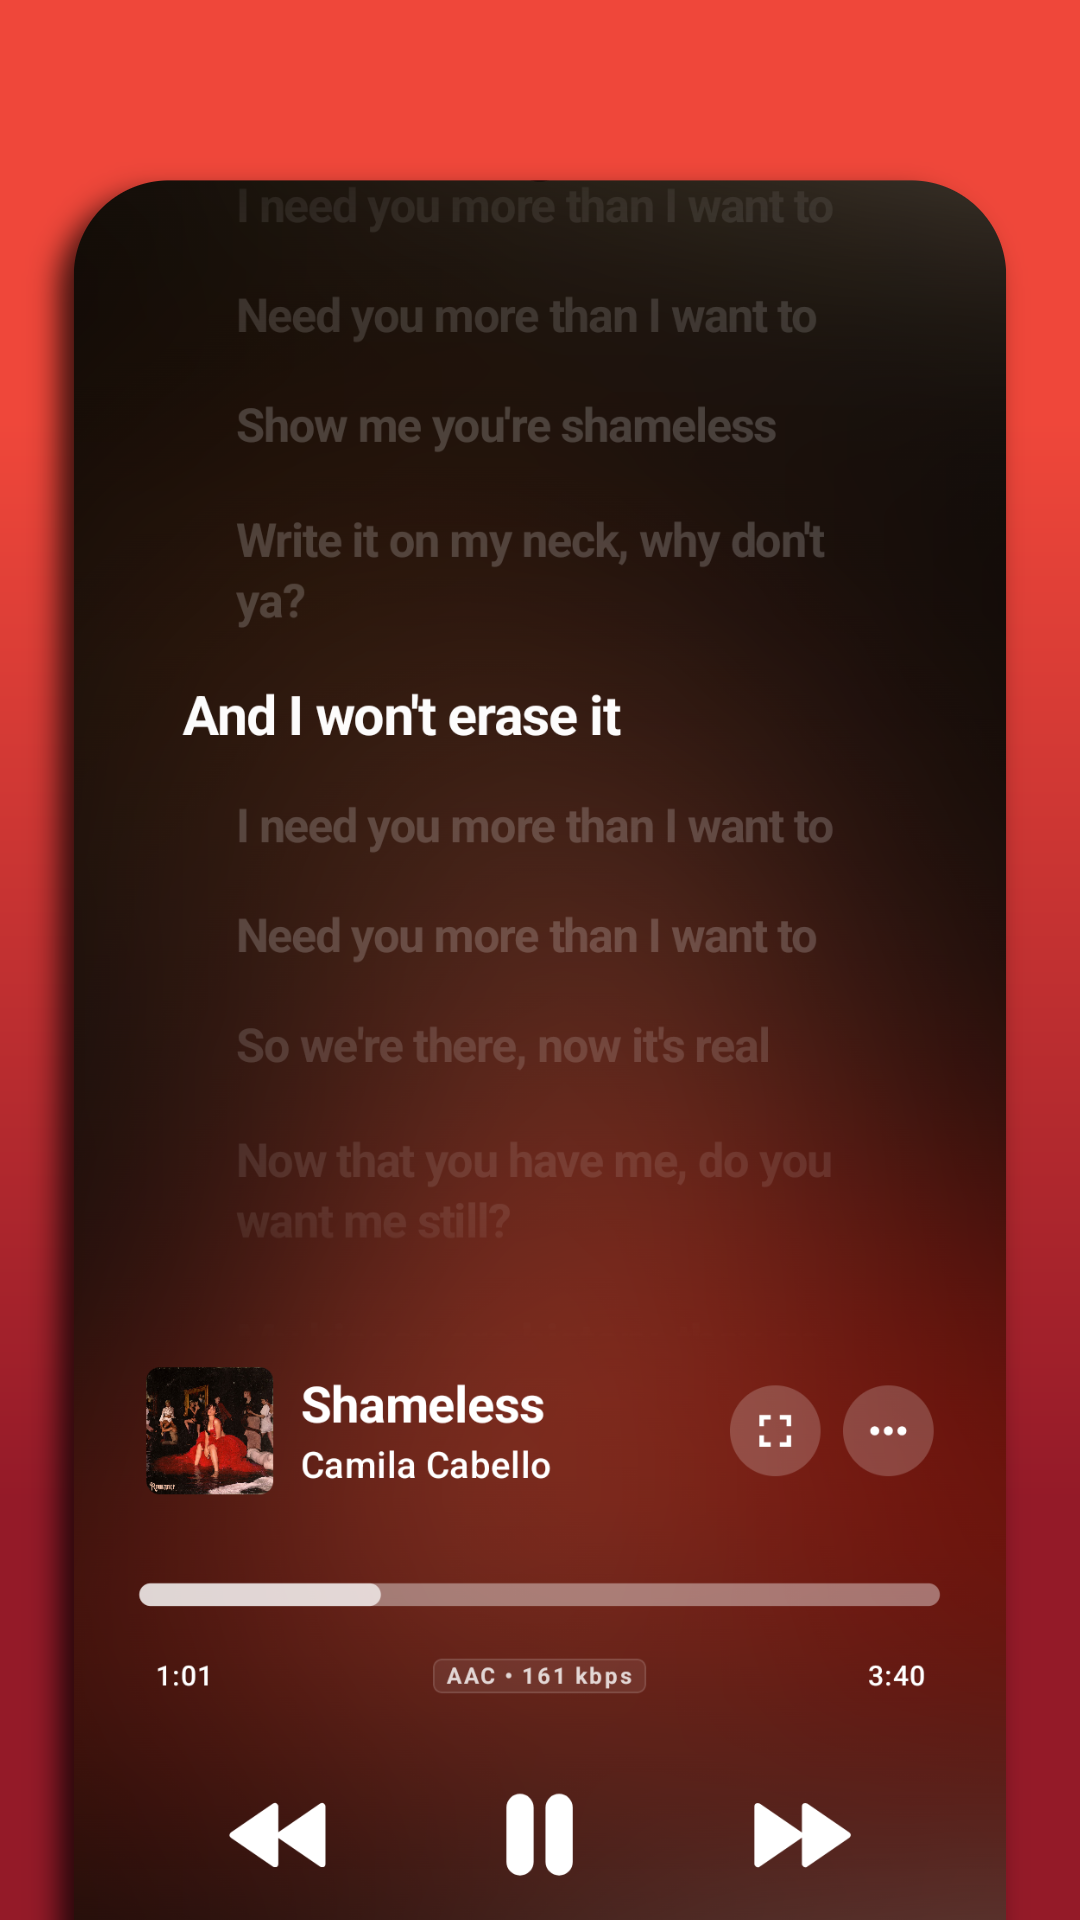 I need you more than I want to
Need you more than I want to
Show me you're shameless
Write it on my neck, why don't
ya?
And I won't erase it
I need you more than I want to
Need you more than I want to
So we're there, now it's real
Now that you have me, do you
want me still?
Shameless
Camila Cabello
Romance
1:01
AAC • 161 kbps
3:40